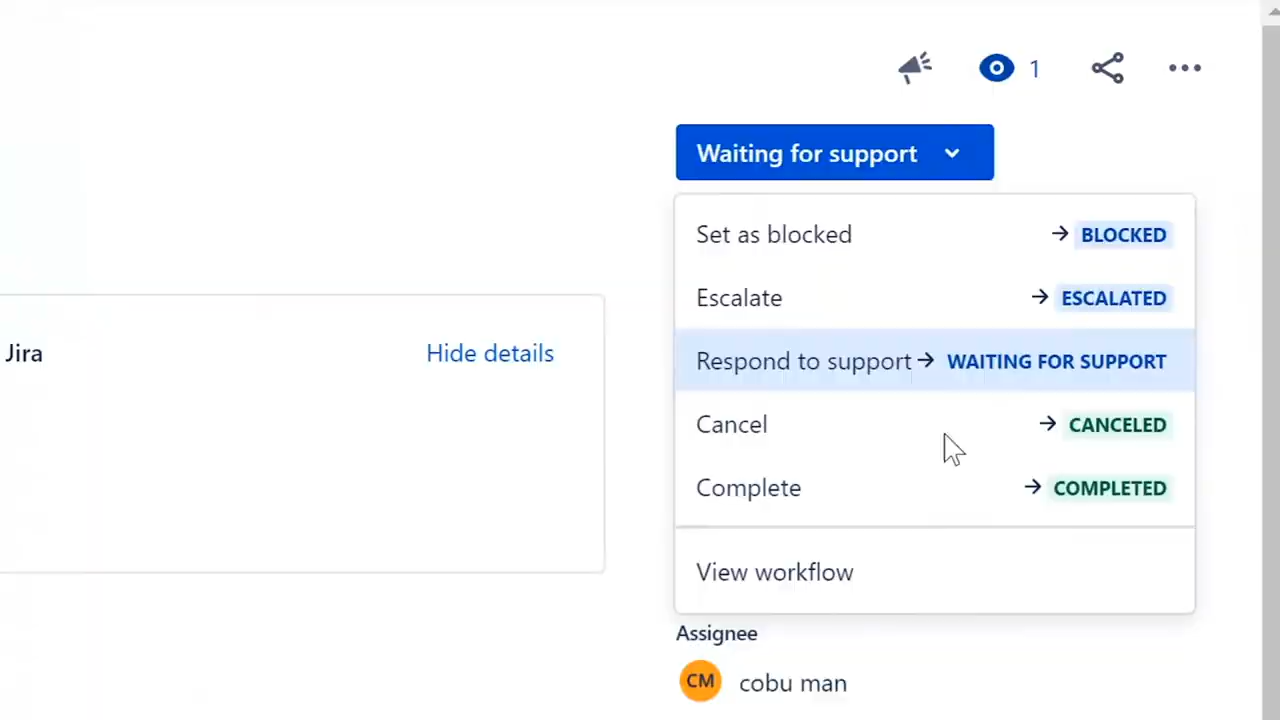 1
Waiting for support
Set as blocked → BLOCKED
Escalate → ESCALATED
Jira Hide details
Respond to support → WAITING FOR SUPPORT
Cancel → CANCELED
Complete → COMPLETED
View workflow
Assignee
CM cobu man